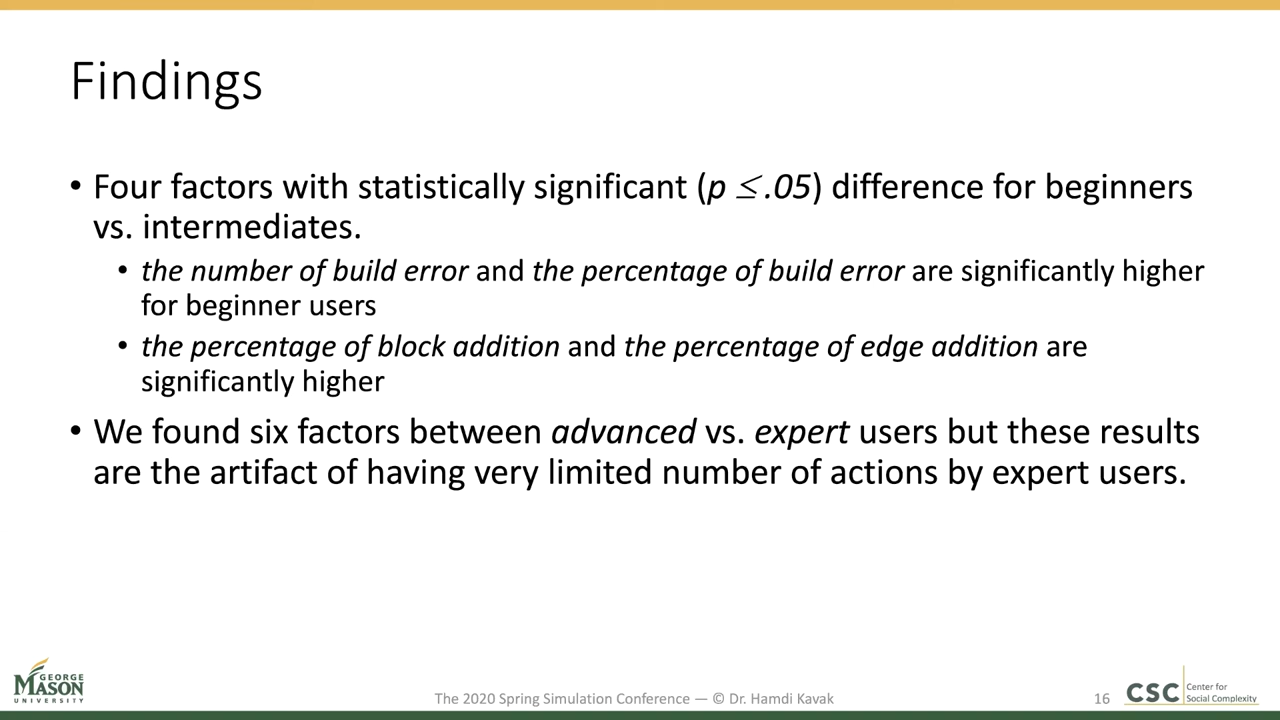 Findings
• Four factors with statistically significant (p ≤ .05) difference for beginners
vs. intermediates.
• the number of build error and the percentage of build error are significantly higher
for beginner users
• the percentage of block addition and the percentage of edge addition are
significantly higher
• We found six factors between advanced vs. expert users but these results
are the artifact of having very limited number of actions by expert users.
GEORGE
MASON
UNIVERSITY
The 2020 Spring Simulation Conference — © Dr. Hamdi Kavak
16
CSC
Center for
Social Complexity